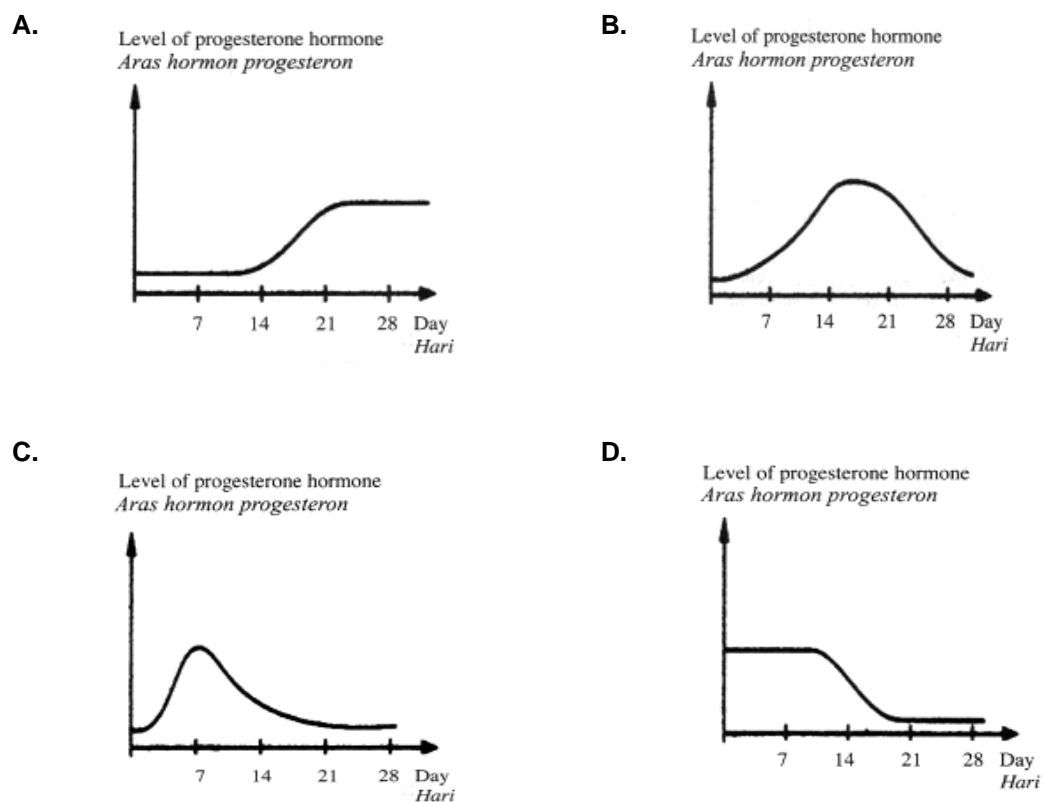 A.
Level of progesterone hormone
Aras hormon progesteron
7 14 21 28 Day
Hari
B.
Level of progesterone hormone
Aras hormon progesteron
7 14 21 28 Day
Hari
C.
Level of progesterone hormone
Aras hormon progesteron
7 14 21 28 Day
Hari
D.
Level of progesterone hormone
Aras hormon progesteron
7 14 21 28 Day
Hari